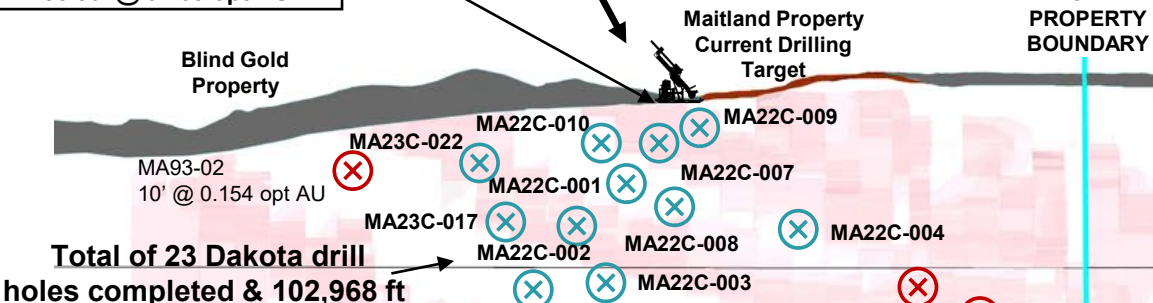 Maitland Property
Current Drilling
Target
PROPERTY
BOUNDARY
Blind Gold
Property
MA22C-010
MA22C-009
MA23C-022
MA93-02
10’ @ 0.154 opt AU
MA22C-001
MA22C-007
MA23C-017
MA22C-002
MA22C-008
MA22C-004
Total of 23 Dakota drill
holes completed & 102,968 ft
MA22C-003